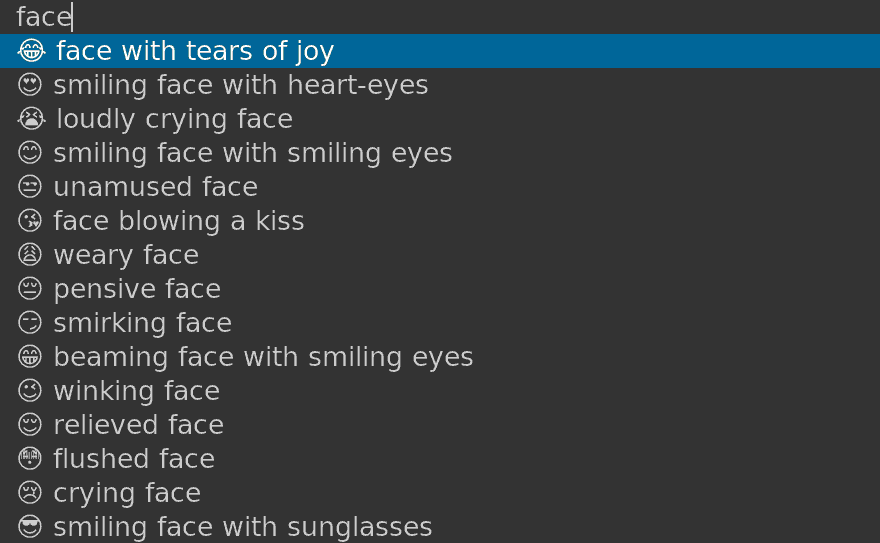 face
😂 face with tears of joy
😍 smiling face with heart-eyes
😭 loudly crying face
😊 smiling face with smiling eyes
😒 unamused face
😘 face blowing a kiss
😩 weary face
😔 pensive face
😏 smirking face
😁 beaming face with smiling eyes
😉 winking face
😌 relieved face
😳 flushed face
😢 crying face
😎 smiling face with sunglasses